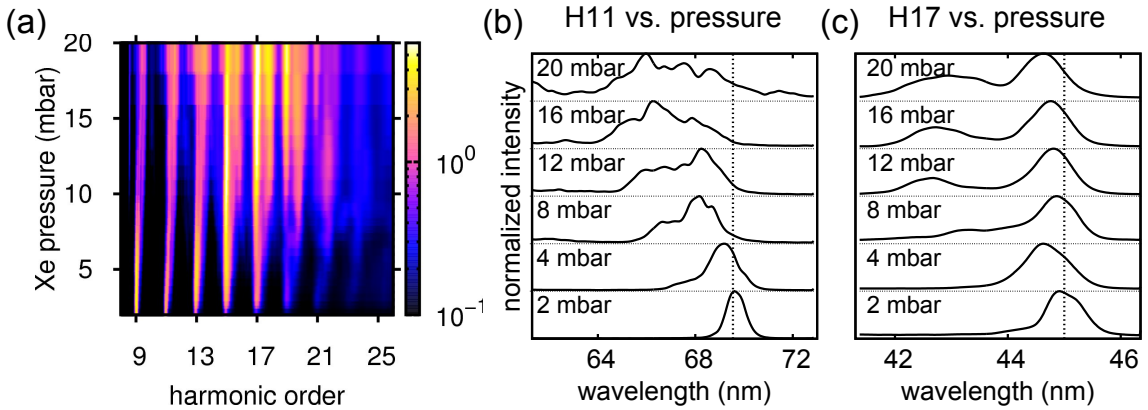 (a)
Xe pressure (mbar)
20
15
10
5
9
13
17
21
25
harmonic order
10^0
10^-1
(b)
H11 vs. pressure
normalized intensity
20 mbar
16 mbar
12 mbar
8 mbar
4 mbar
2 mbar
64
68
72
wavelength (nm)
(c)
H17 vs. pressure
20 mbar
16 mbar
12 mbar
8 mbar
4 mbar
2 mbar
42
44
46
wavelength (nm)